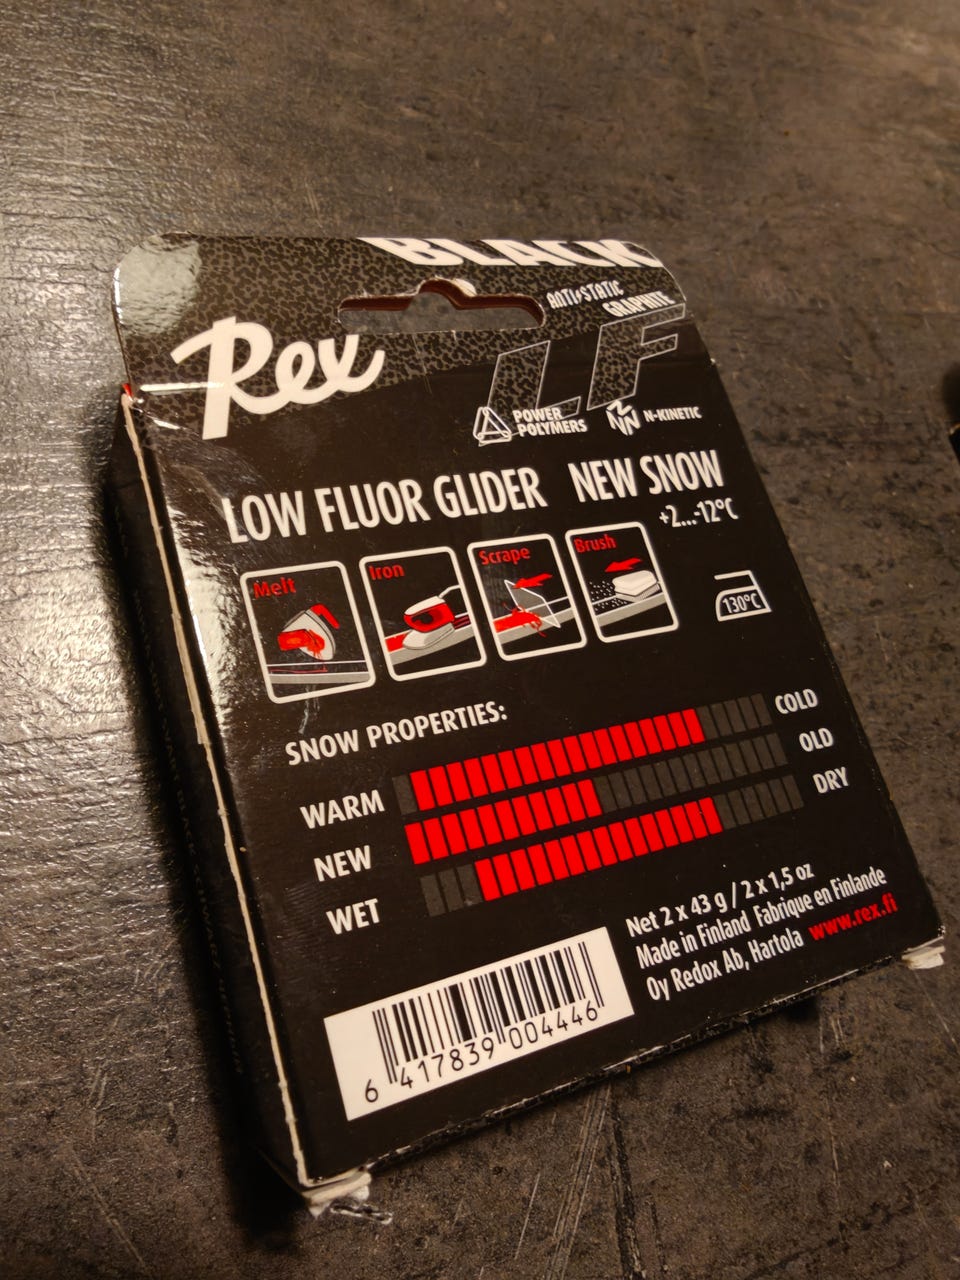 BLACK
ANTI-STATIC
GRAPHITE
Rex
LF
POWER
POLYMERS
N-KINETIC
LOW FLUOR GLIDER NEW SNOW
+2...-12°C
Melt
Iron
Scrape
Brush
130°C
SNOW PROPERTIES:
WARM COLD
NEW OLD
WET DRY
Net 2 x 43 g / 2 x 1,5 oz
Made in Finland Fabrique en Finlande
Oy Redox Ab, Hartola www.rex.fi
6 417839 004446